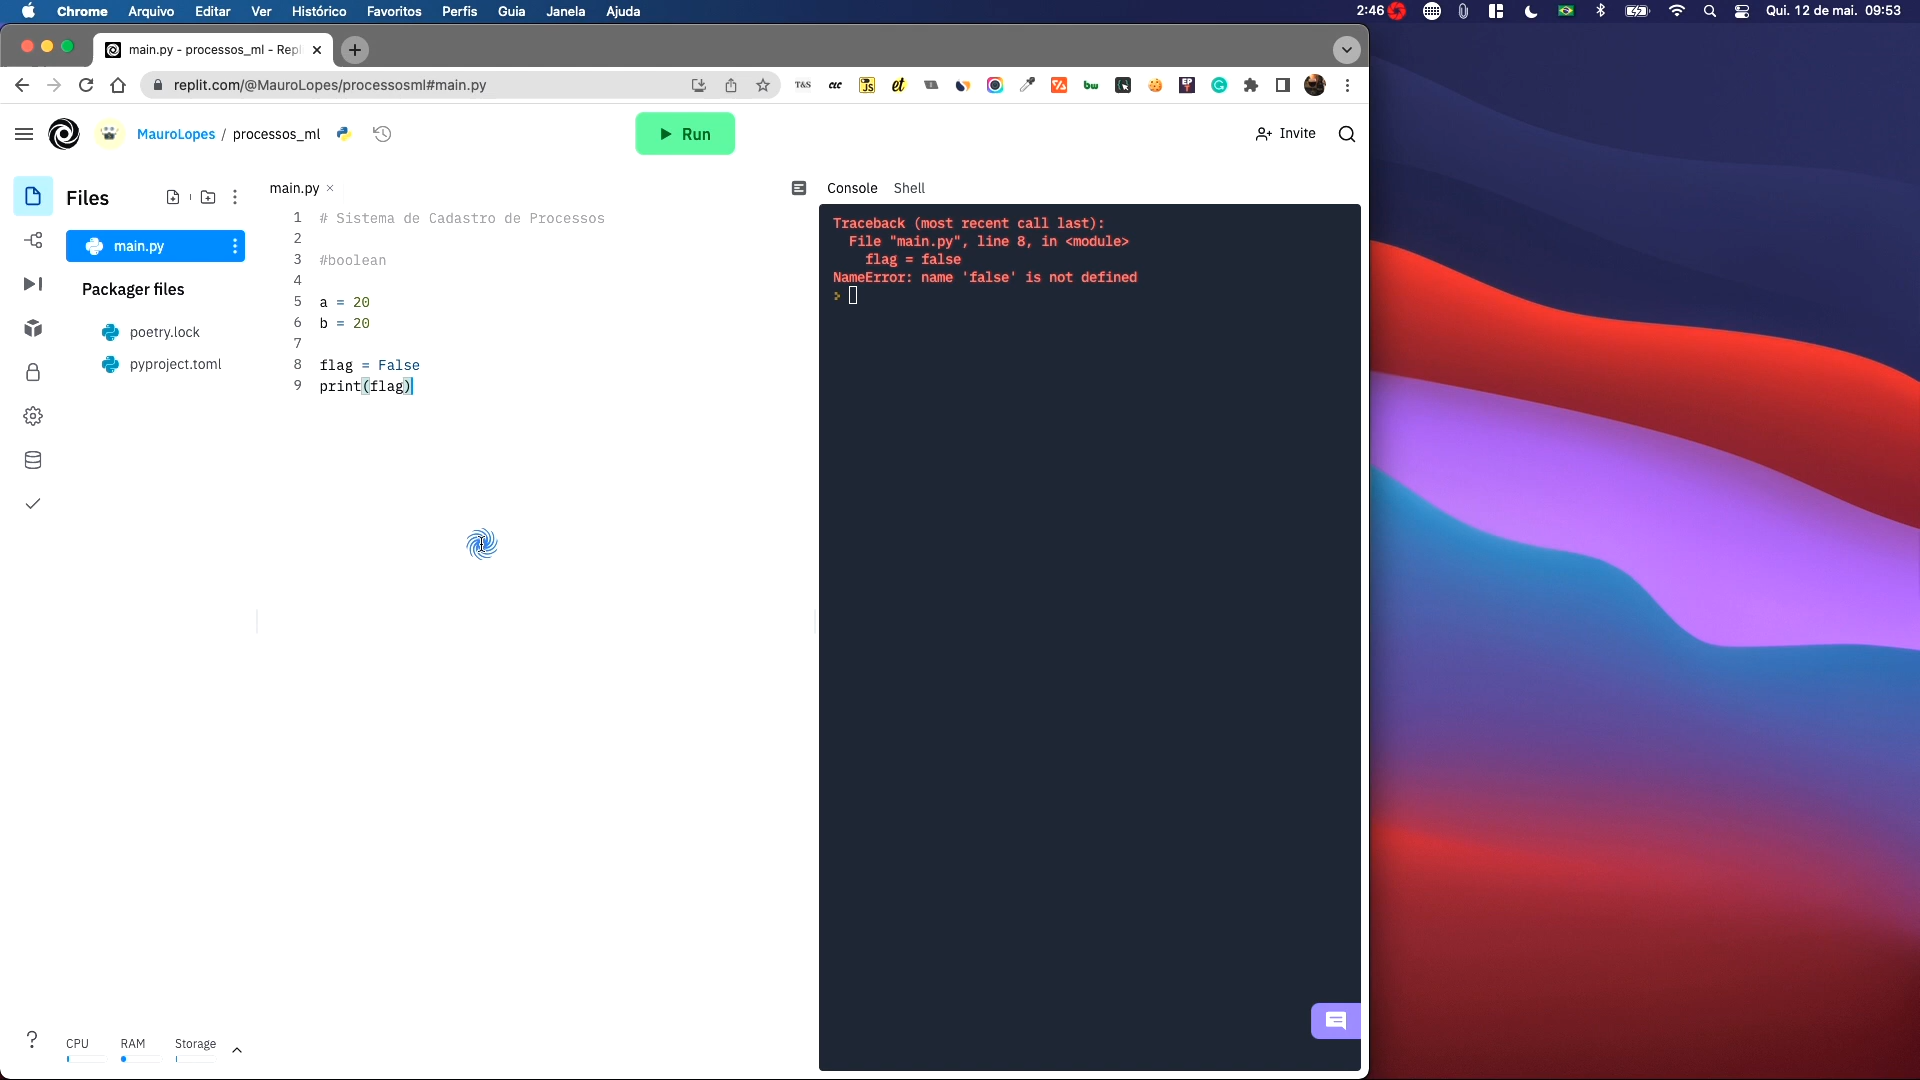 Chrome Arquivo Editar Ver Histórico Favoritos Perfis Guia Janela Ajuda 2:46 Qui. 12 de mai. 09:53
main.py - processos_ml - Repl
replit.com/@MauroLopes/processosml#main.py T&S JS et bw EP
MauroLopes / processos_ml Run Invite
Files
main.py
Packager files
poetry.lock
pyproject.toml
main.py
1 # Sistema de Cadastro de Processos
2
3 #boolean
4
5 a = 20
6 b = 20
7
8 flag = False
9 print(flag)
Console Shell
Traceback (most recent call last):
File "main.py", line 8, in <module>
flag = false
NameError: name 'false' is not defined
>
? CPU RAM Storage